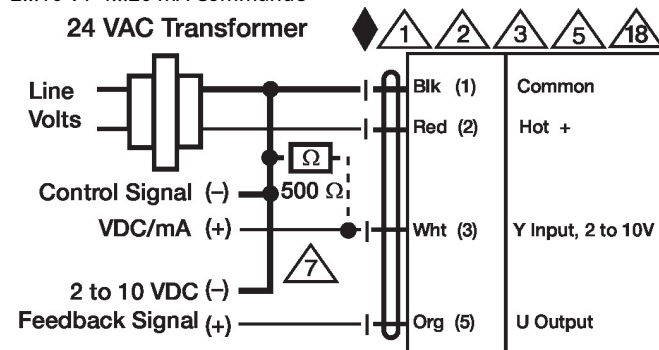 24 VAC Transformer
1 2 3 5 18
Line
Volts
Blk (1) Common
Red (2) Hot +
Ω
500 Ω
Control Signal (–)
VDC/mA (+)
Wht (3) Y Input, 2 to 10V
7
2 to 10 VDC (–)
Feedback Signal (+)
Org (5) U Output